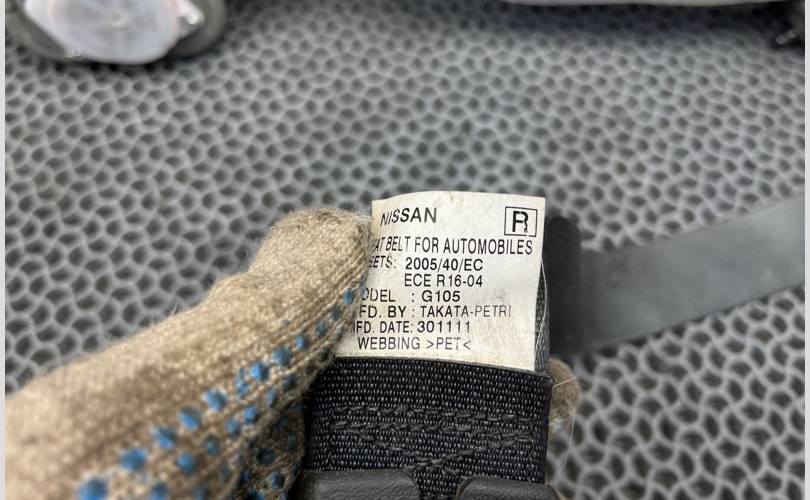 NISSAN R
AT BELT FOR AUTOMOBILES
ETS: 2005/40/EC
ECE R16-04
ODEL : G105
FD. BY : TAKATA-PETRI
FD. DATE: 301111
WEBBING >PET<